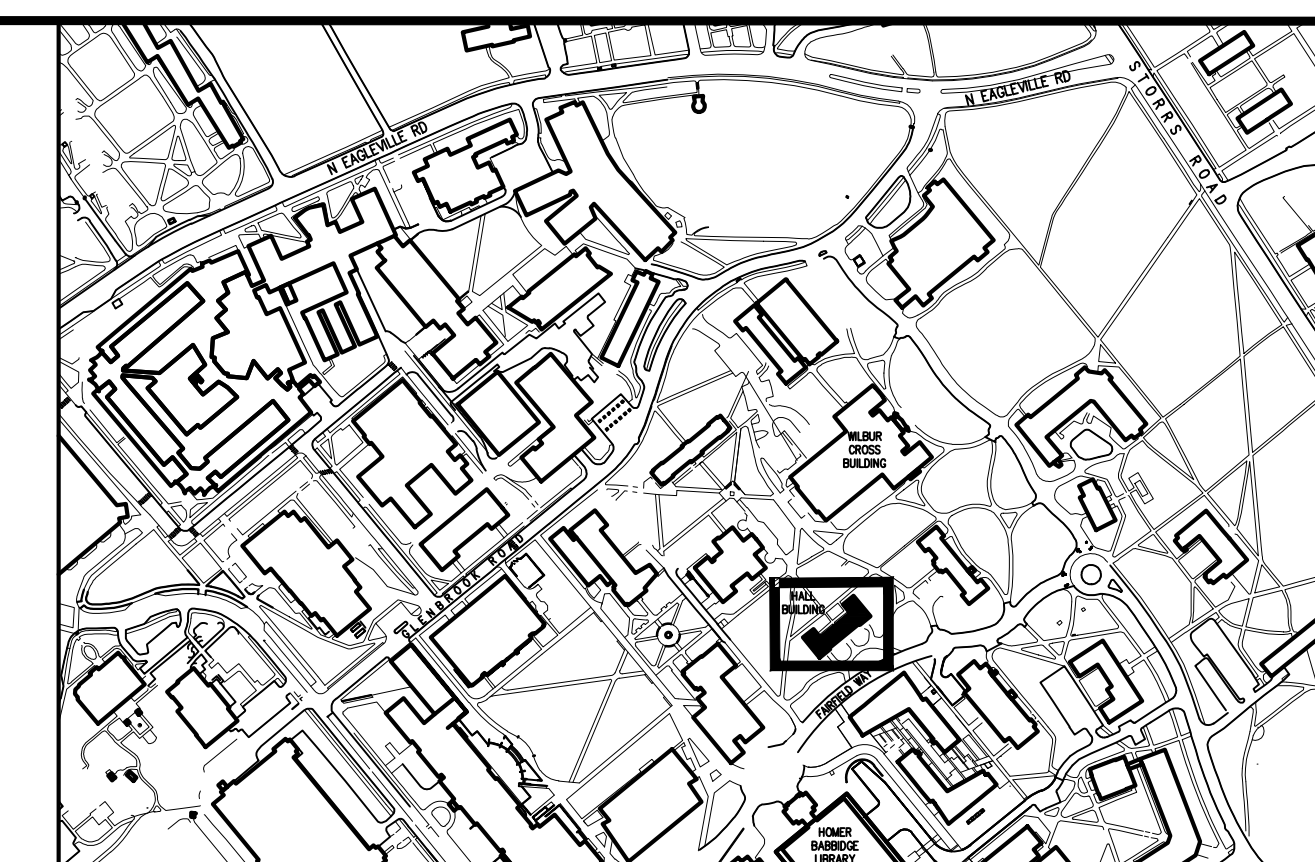 N EAGLEVILLE RD
STORRS ROAD
N EAGLEVILLE RD
WILBUR
CROSS
BUILDING
GLENBROOK ROAD
HALL
BUILDING
FAIRFIELD WAY
HOMER
BABBIDGE
LIBRARY